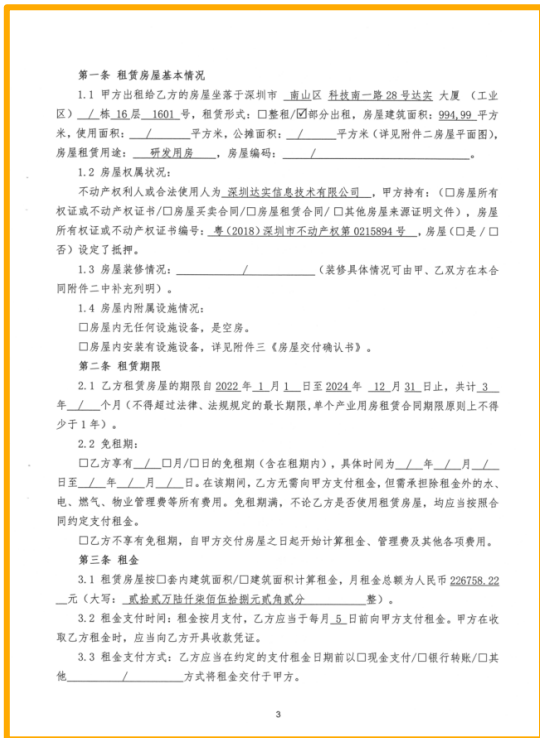 第一条 租赁房屋基本情况
1.1 甲方出租给乙方的房屋坐落于深圳市 南山区 科技南一路28号达实 大厦 （工业
区）/栋 16 层 1601 号，租赁形式：□整租/☑部分出租，房屋建筑面积：994.99 平方
米，使用面积： / 平方米，公摊面积： / 平方米（详见附件二房屋平面图），
房屋租赁用途： 研发用房 ，房屋编码： / 。
1.2 房屋权属状况：
不动产权利人或合法使用人为 深圳达实信息技术有限公司 ，甲方持有：（□房屋所有
权证或不动产权证书/□房屋买卖合同/□房屋租赁合同/□其他房屋来源证明文件），房屋
所有权证或不动产权证书编号： 粤（2018）深圳市不动产权第0215894号 ，房屋（□是/□
否）设定了抵押。
1.3 房屋装修情况： / （装修具体情况可由甲、乙双方在本合
同附件二中补充列明）。
1.4 房屋内附属设施情况：
□房屋内无任何设施设备，是空房。
□房屋内安装有设施设备，详见附件三《房屋交付确认书》。
第二条 租赁期限
2.1 乙方租赁房屋的期限自 2022 年 1 月 1 日至 2024 年 12 月 31 日止，共计 3
年 / 个月（不得超过法律、法规规定的最长期限，单个产业用房租赁合同期限原则上不得
少于1年）。
2.2 免租期：
□乙方享有 / □月/□日的免租期（含在租期内），具体时间为 / 年 / 月 /
日至 / 年 / 月 / 日。在该期间，乙方无需向甲方支付租金，但需承担除租金外的水、
电、燃气、物业管理费等所有费用。免租期满，不论乙方是否使用租赁房屋，均应当按照合
同约定支付租金。
□乙方不享有免租期，自甲方交付房屋之日起开始计算租金、管理费及其他各项费用。
第三条 租金
3.1 租赁房屋按□套内建筑面积/□建筑面积计算租金，月租金总额为人民币 226758.22
元（大写： 贰拾贰万陆仟柒佰伍拾捌元贰角贰分 整）。
3.2 租金支付时间：租金按月支付，乙方应当于每月 5 日前向甲方支付租金。甲方在收
取乙方租金时，应当向乙方开具收款凭证。
3.3 租金支付方式：乙方应当在约定的支付租金日期前以□现金支付/□银行转账/□其
他 / 方式将租金交付于甲方。
3